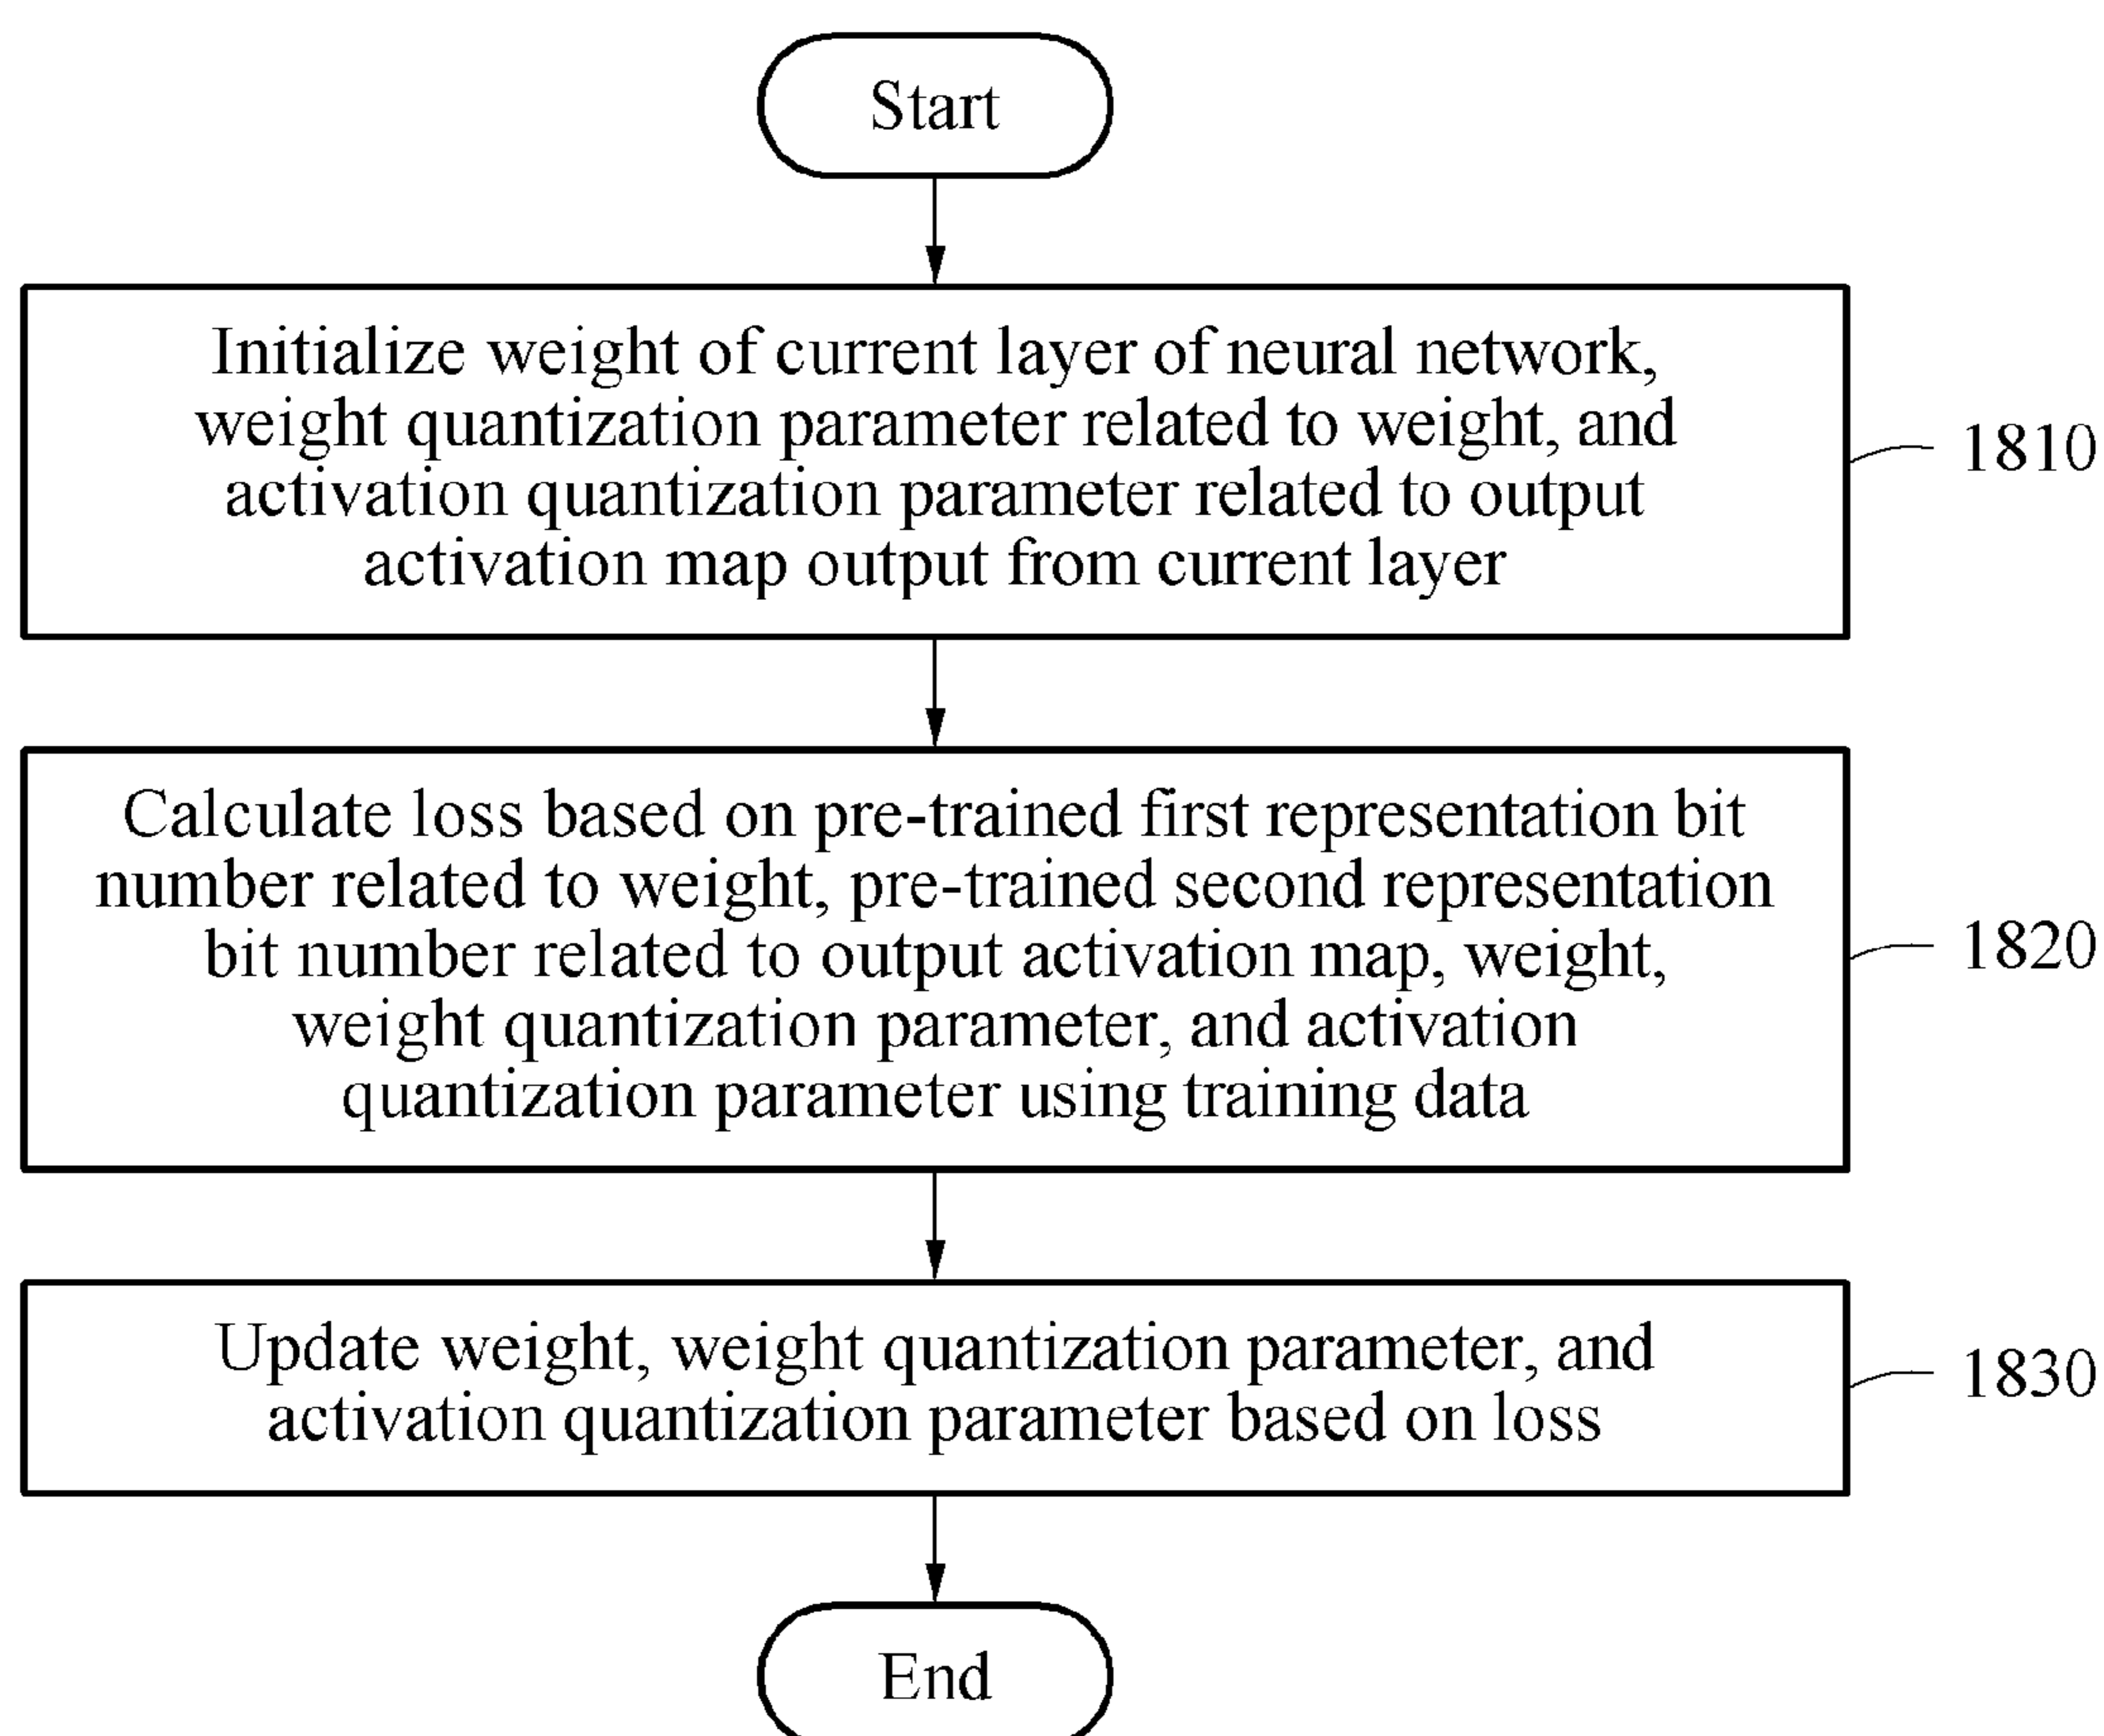 Start
Initialize weight of current layer of neural network,
weight quantization parameter related to weight, and
activation quantization parameter related to output
activation map output from current layer
1810
Calculate loss based on pre-trained first representation bit
number related to weight, pre-trained second representation
bit number related to output activation map, weight,
weight quantization parameter, and activation
quantization parameter using training data
1820
Update weight, weight quantization parameter, and
activation quantization parameter based on loss
1830
End